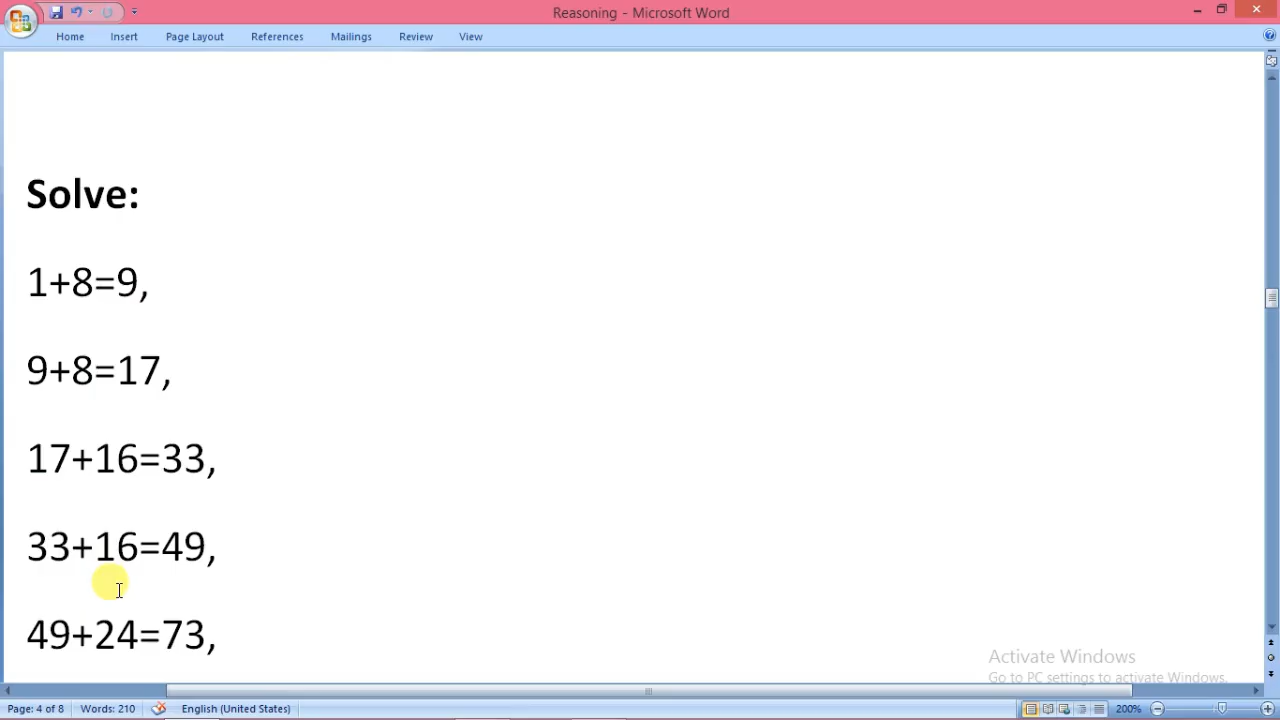 Reasoning - Microsoft Word
Home Insert Page Layout References Mailings Review View
Solve:
1+8=9,
9+8=17,
17+16=33,
33+16=49,
49+24=73,
Activate Windows
Go to PC settings to activate Windows.
Page: 4 of 8 Words: 210 English (United States) 200%